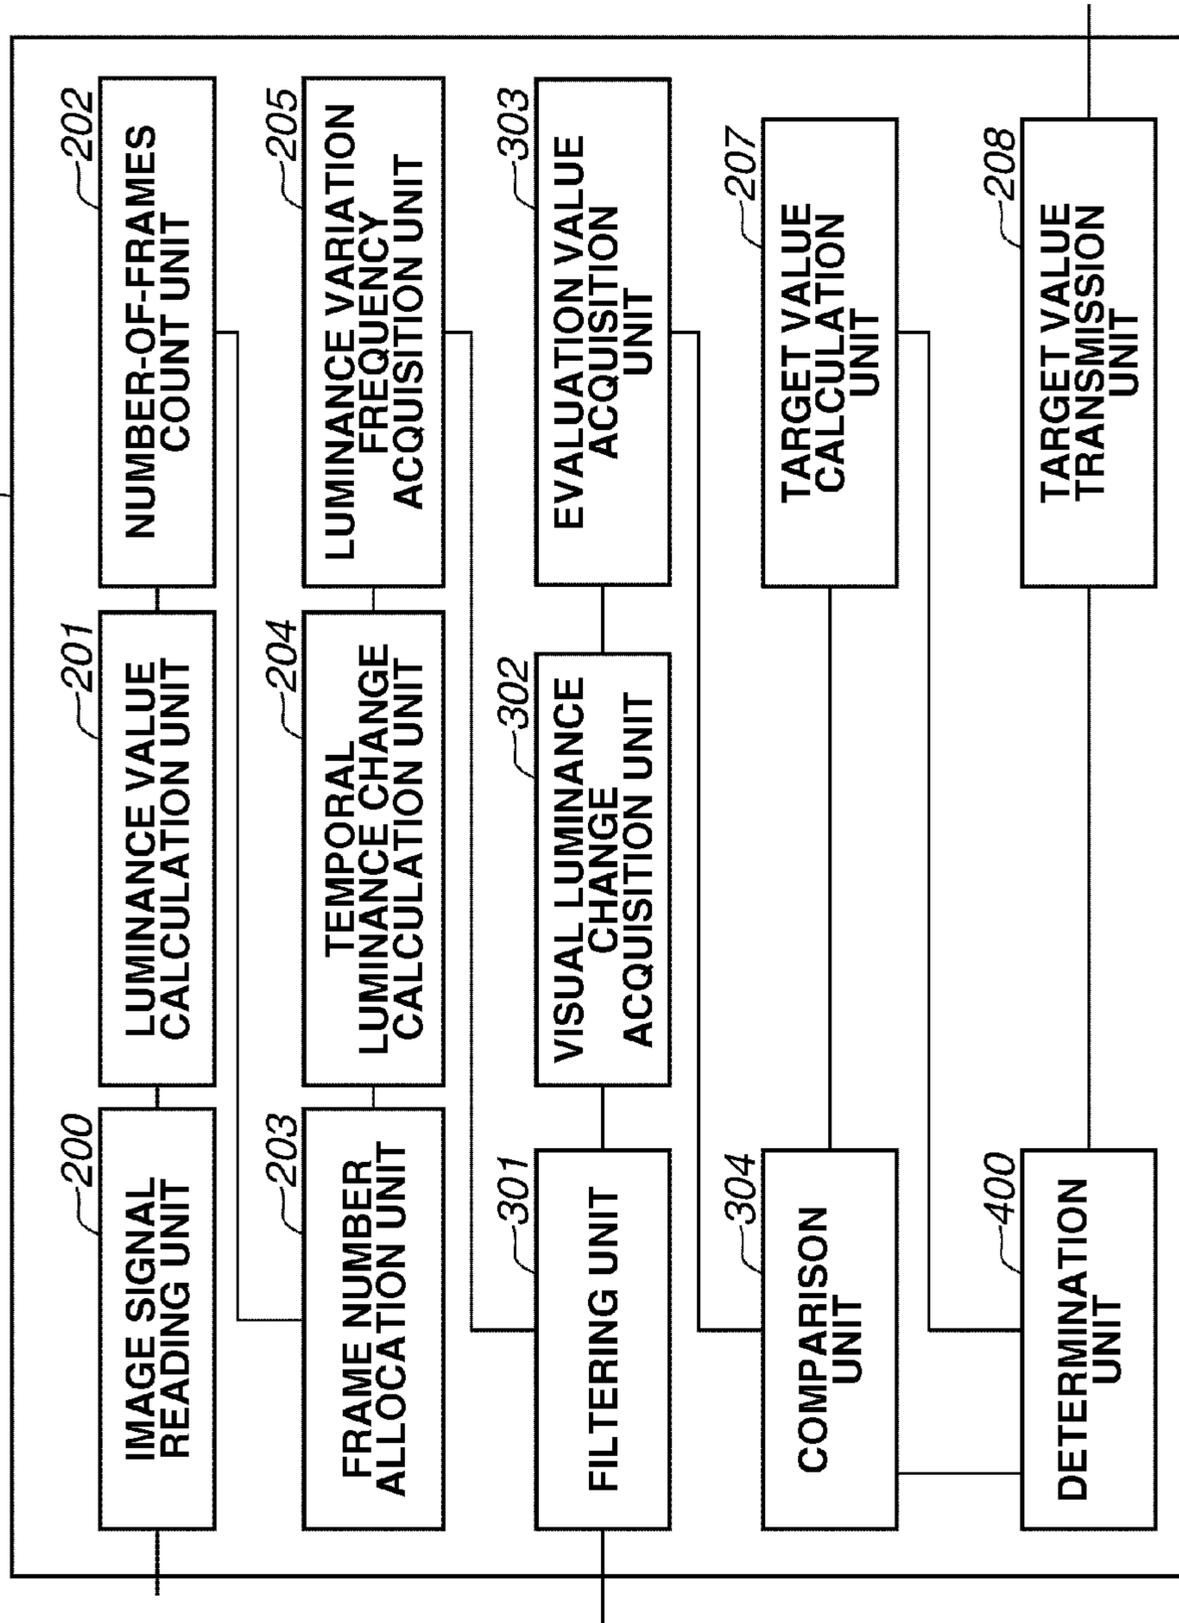 200
IMAGE SIGNAL
READING UNIT
201
LUMINANCE VALUE
CALCULATION UNIT
202
NUMBER-OF-FRAMES
COUNT UNIT
203
FRAME NUMBER
ALLOCATION UNIT
204
TEMPORAL
LUMINANCE CHANGE
CALCULATION UNIT
205
LUMINANCE VARIATION
FREQUENCY
ACQUISITION UNIT
301
FILTERING UNIT
302
VISUAL LUMINANCE
CHANGE
ACQUISITION UNIT
303
EVALUATION VALUE
ACQUISITION
UNIT
304
COMPARISON
UNIT
207
TARGET VALUE
CALCULATION
UNIT
400
DETERMINATION
UNIT
208
TARGET VALUE
TRANSMISSION
UNIT